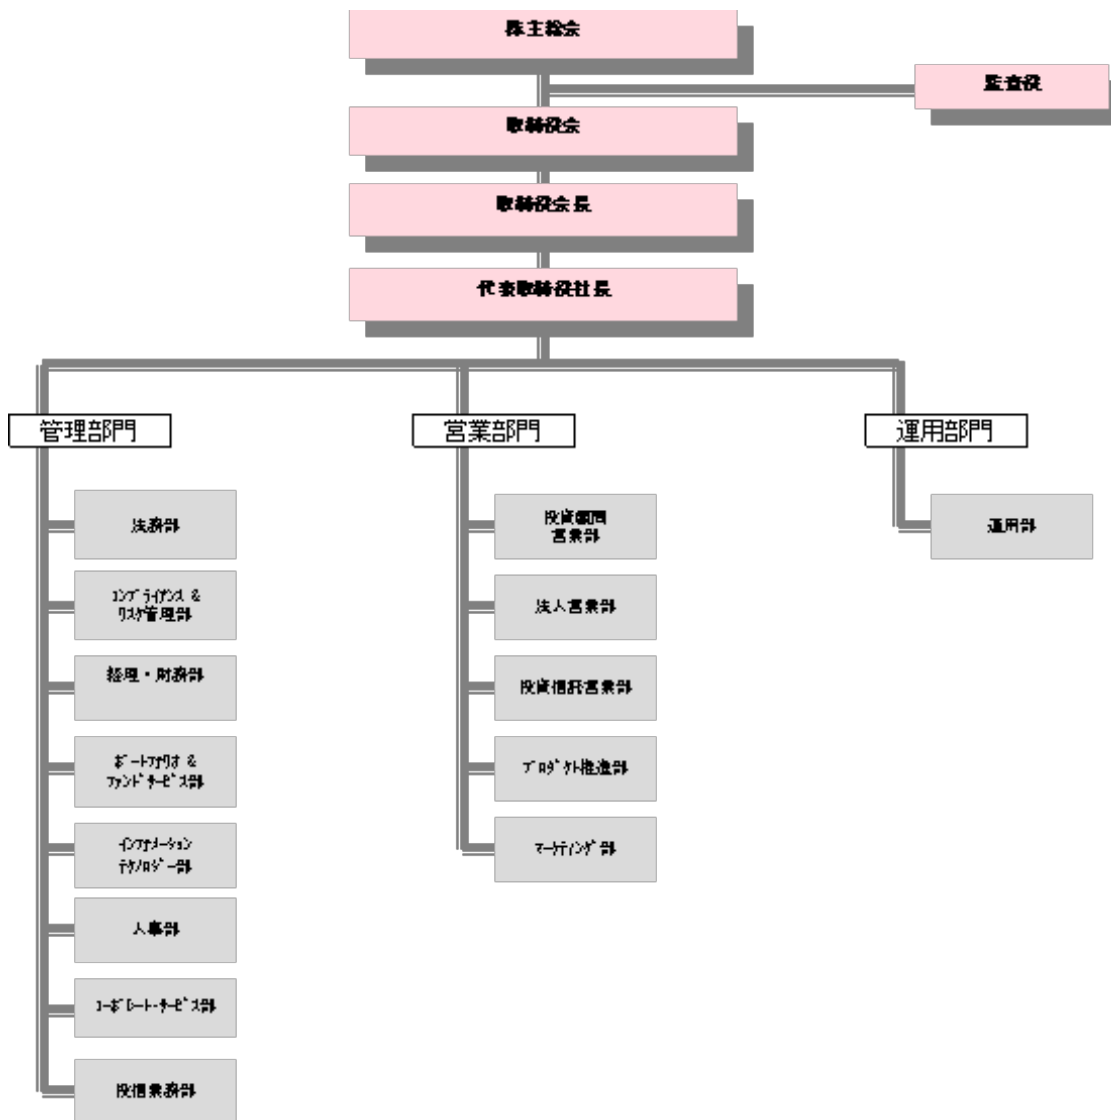 株主総会
監査役
取締役会
取締役会長
代表取締役社長
管理部門
営業部門
運用部門
法務部
コンプライアンス &
リスク管理部
経理・財務部
ポートフォリオ &
ファンドサービス部
インフォメーション
テクノロジー部
人事部
コーポレート・サービス部
投信業務部
投資顧問
営業部
法人営業部
投資信託営業部
プロダクト推進部
マーケティング部
運用部